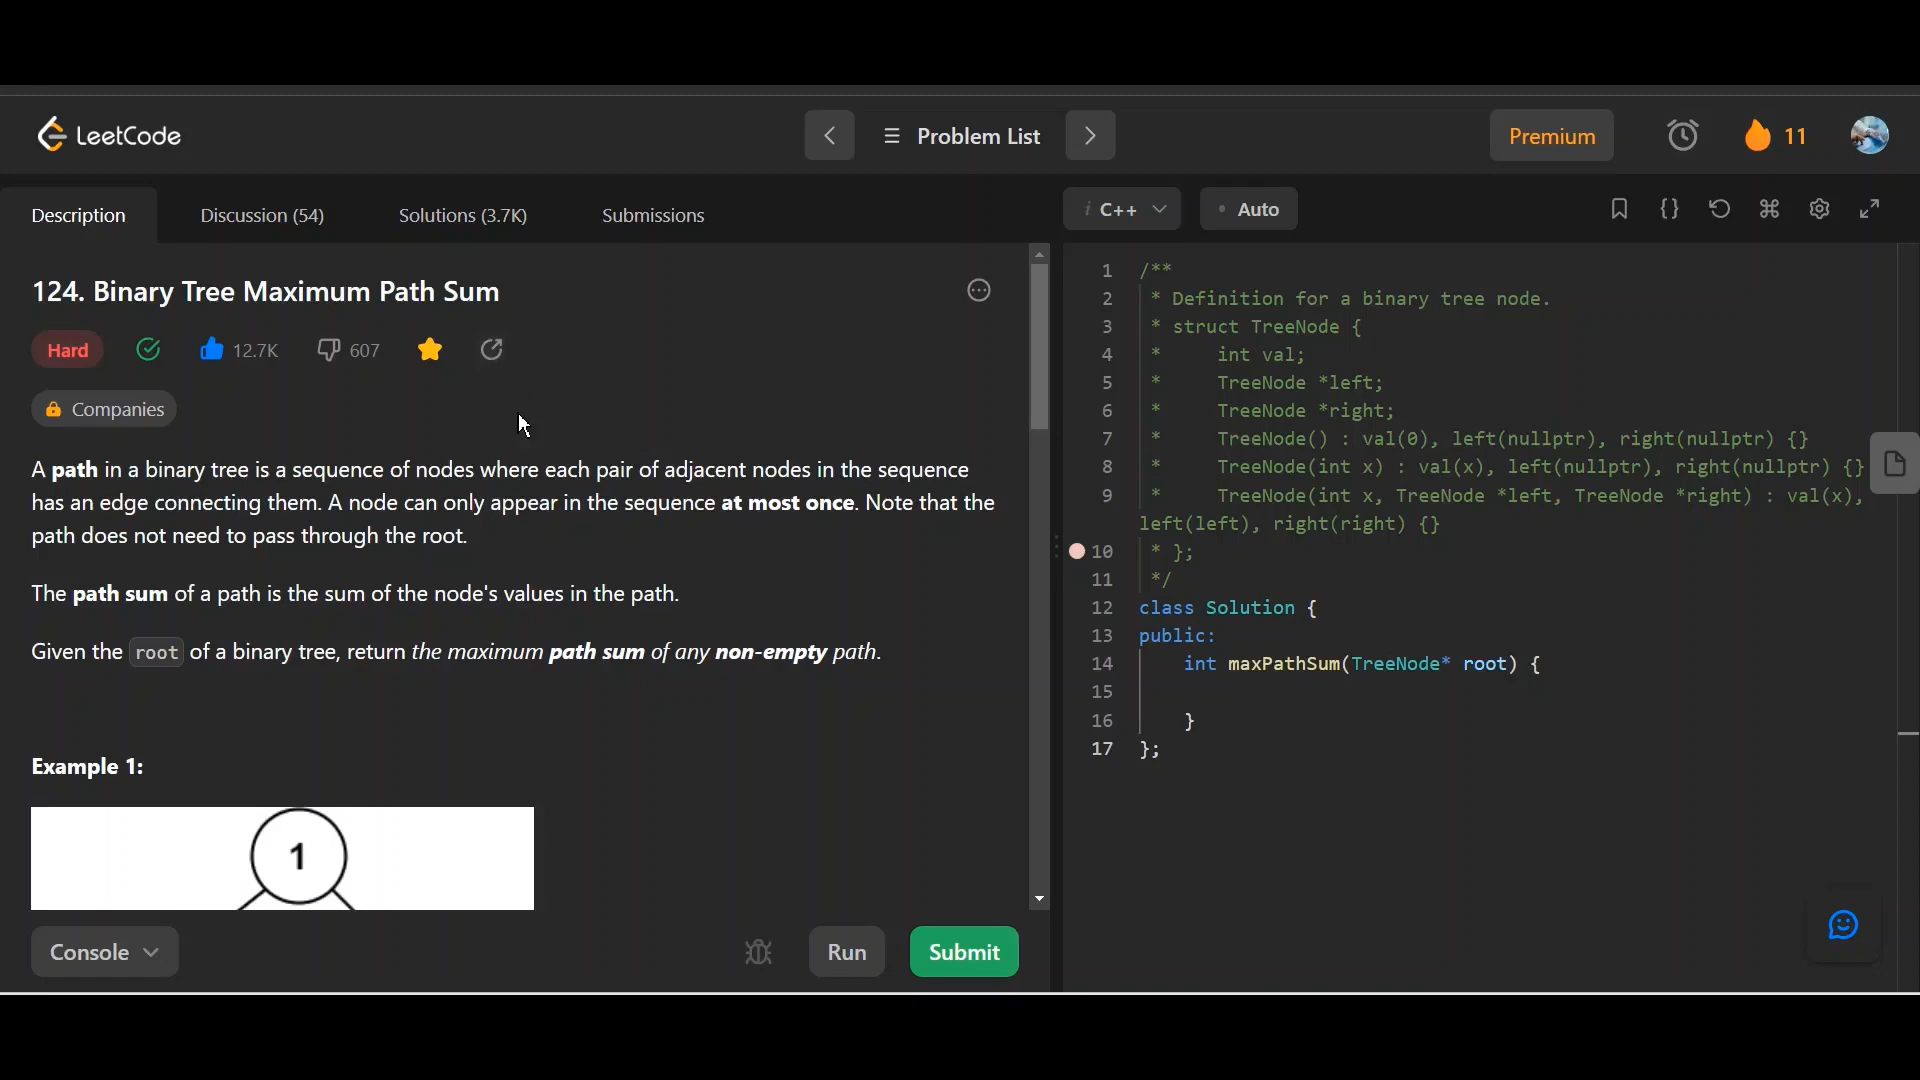 LeetCode
Problem List
Premium
11
Description
Discussion (54)
Solutions (3.7K)
Submissions
i C++
Auto
124. Binary Tree Maximum Path Sum
Hard
12.7K
607
Companies
A path in a binary tree is a sequence of nodes where each pair of adjacent nodes in the sequence
has an edge connecting them. A node can only appear in the sequence at most once. Note that the
path does not need to pass through the root.
The path sum of a path is the sum of the node's values in the path.
Given the root of a binary tree, return the maximum path sum of any non-empty path.
Example 1:
1
Console
Run
Submit
1 /**
2  * Definition for a binary tree node.
3  * struct TreeNode {
4  *     int val;
5  *     TreeNode *left;
6  *     TreeNode *right;
7  *     TreeNode() : val(0), left(nullptr), right(nullptr) {}
8  *     TreeNode(int x) : val(x), left(nullptr), right(nullptr) {}
9  *     TreeNode(int x, TreeNode *left, TreeNode *right) : val(x),
left(left), right(right) {}
10  * };
11  */
12 class Solution {
13 public:
14     int maxPathSum(TreeNode* root) {
15
16     }
17 };